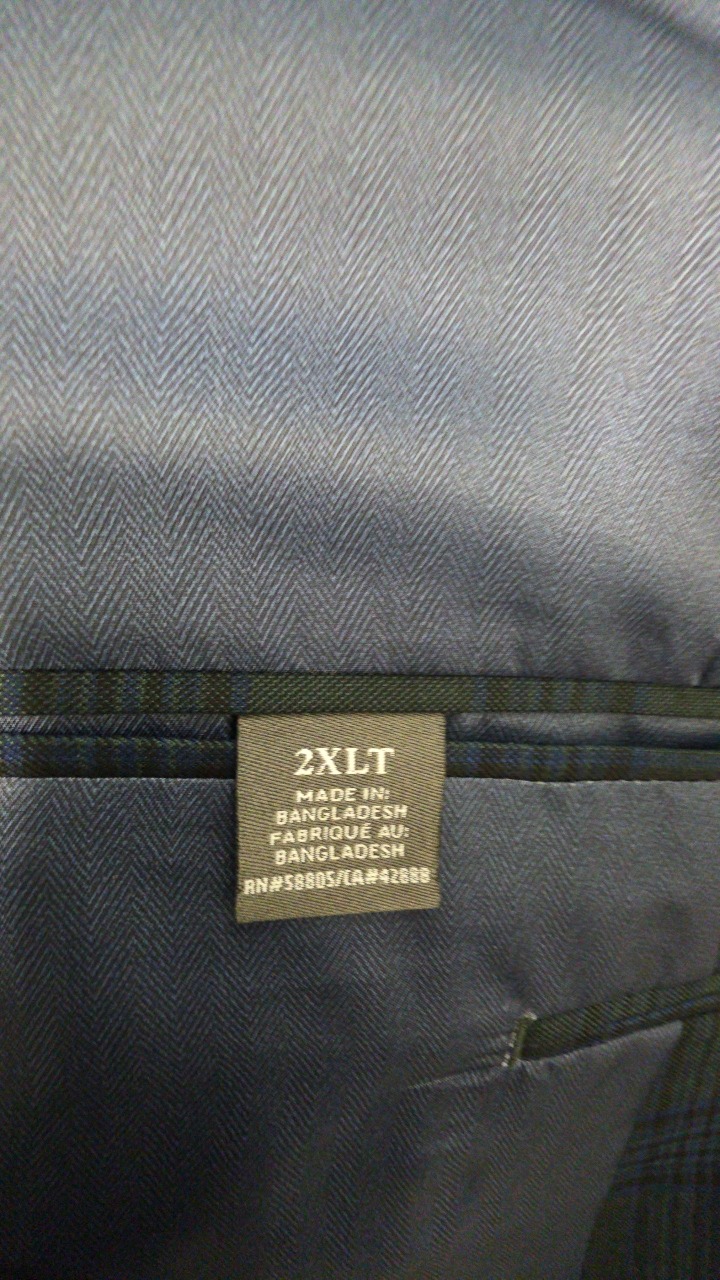 2XLT
MADE IN:
BANGLADESH
FABRIQUÉ AU:
BANGLADESH
RN#58805/CA#42888